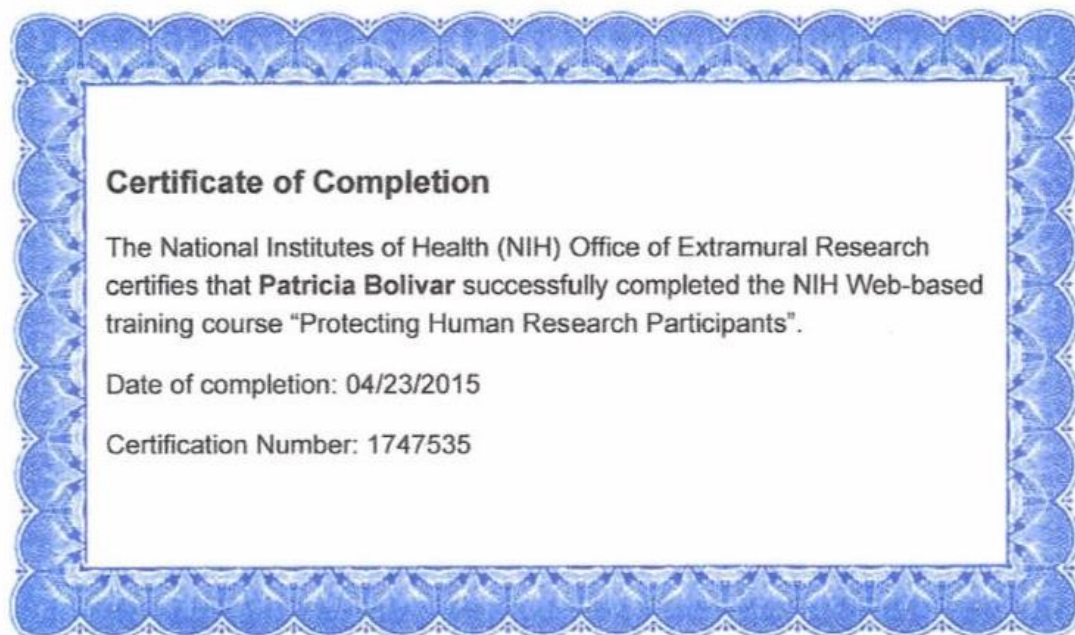 Certificate of Completion
The National Institutes of Health (NIH) Office of Extramural Research
certifies that Patricia Bolivar successfully completed the NIH Web-based
training course “Protecting Human Research Participants”.
Date of completion: 04/23/2015
Certification Number: 1747535